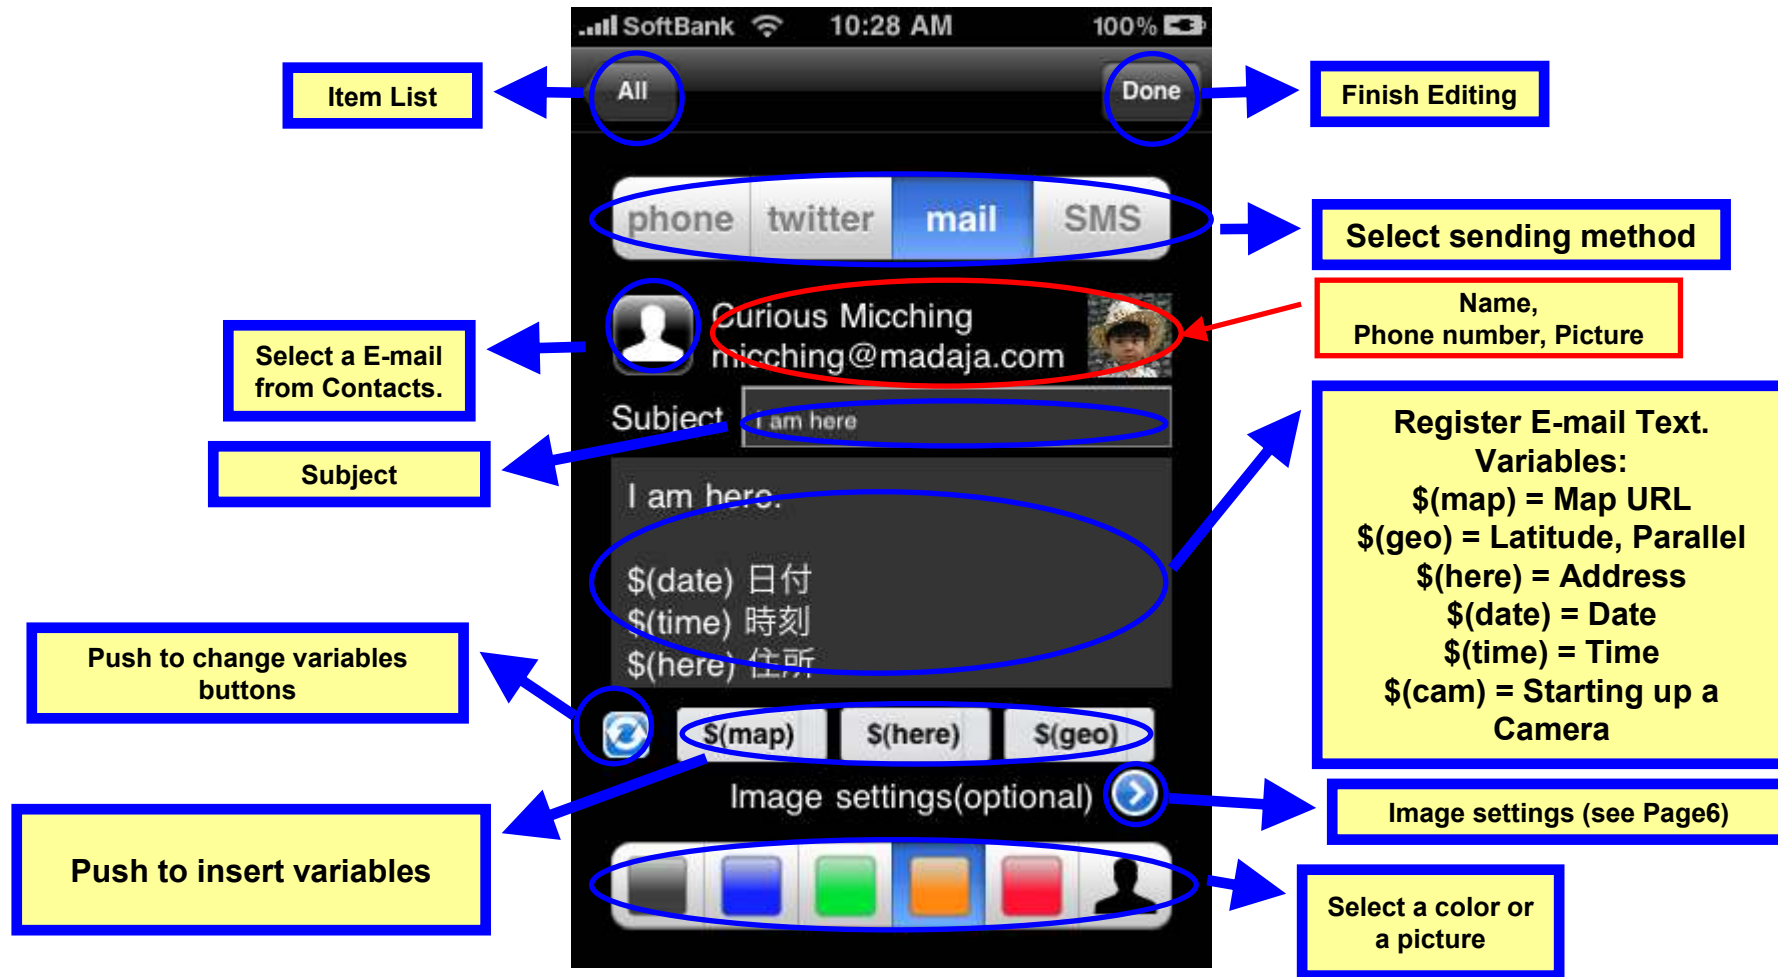 SoftBank 10:28 AM 100%
All
Done
Item List
Finish Editing
phone twitter mail SMS
Select sending method
Curious Micching
micching@madaja.com
Name,
Phone number, Picture
Select a E-mail
from Contacts.
Subject
I am here
Subject
I am here.
$(date) 日付
$(time) 時刻
$(here) 住所
Register E-mail Text.
Variables:
$(map) = Map URL
$(geo) = Latitude, Parallel
$(here) = Address
$(date) = Date
$(time) = Time
$(cam) = Starting up a
Camera
Push to change variables
buttons
$(map) $(here) $(geo)
Push to insert variables
Image settings(optional)
Image settings (see Page6)
Select a color or
a picture